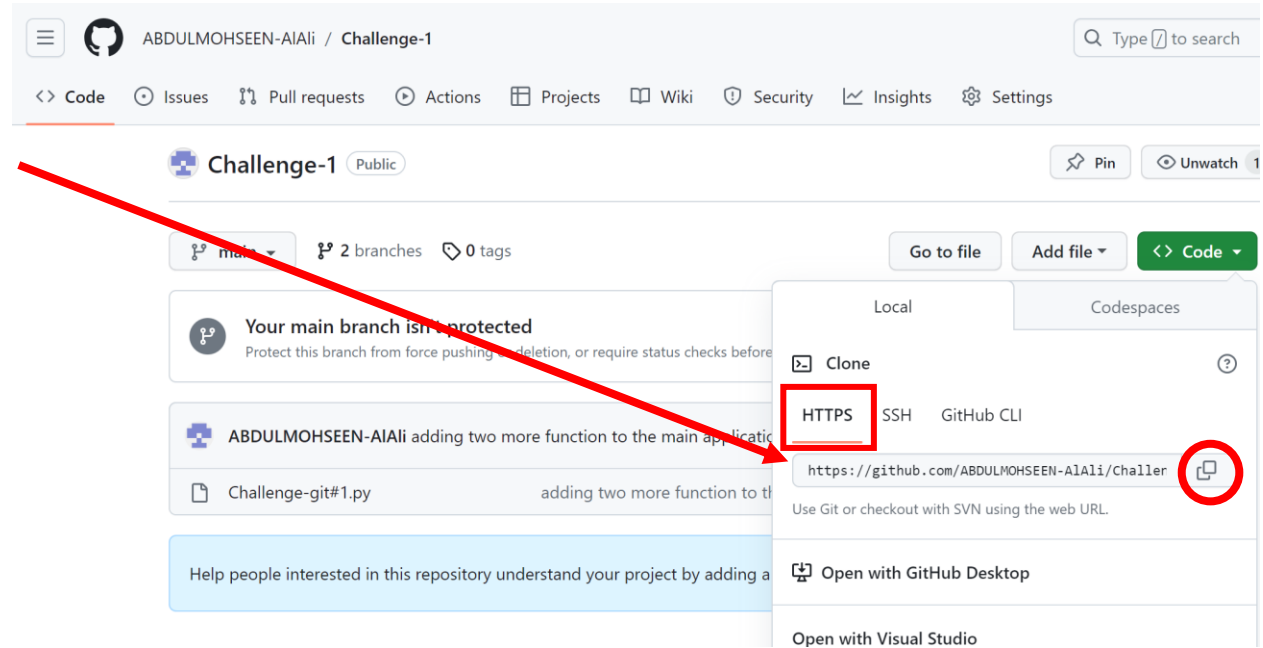 ABDULMOHSEEN-AlAli / Challenge-1
Type / to search
<> Code Issues Pull requests Actions Projects Wiki Security Insights Settings
Challenge-1 Public
Pin Unwatch 1
main 2 branches 0 tags
Go to file Add file <> Code
Local Codespaces
Your main branch isn't protected
Protect this branch from force pushing deletion, or require status checks before
Clone
HTTPS SSH GitHub CLI
ABDULMOHSEEN-AlAli adding two more function to the main applicatio
https://github.com/ABDULMOHSEEN-AlAli/Challer
Challenge-git#1.py adding two more function to th
Use Git or checkout with SVN using the web URL.
Help people interested in this repository understand your project by adding a
Open with GitHub Desktop
Open with Visual Studio